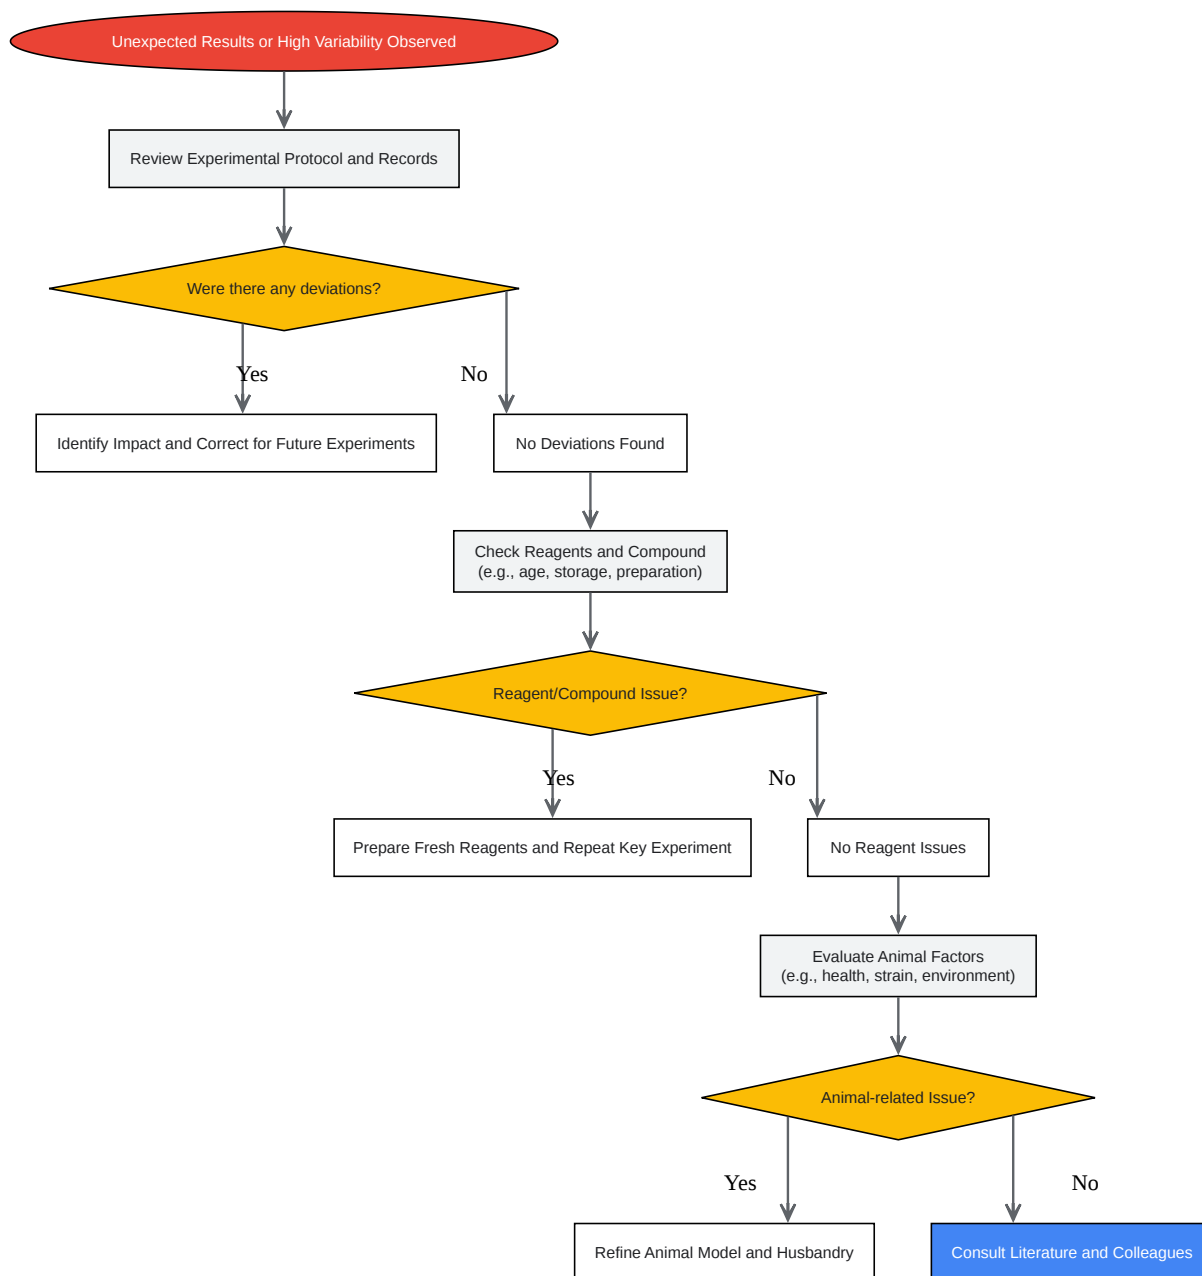 Unexpected Results or High Variability Observed
Review Experimental Protocol and Records
Were there any deviations?
Yes
No
Identify Impact and Correct for Future Experiments
No Deviations Found
Check Reagents and Compound
(e.g., age, storage, preparation)
Reagent/Compound Issue?
Yes
No
Prepare Fresh Reagents and Repeat Key Experiment
No Reagent Issues
Evaluate Animal Factors
(e.g., health, strain, environment)
Animal-related Issue?
Yes
No
Refine Animal Model and Husbandry
Consult Literature and Colleagues